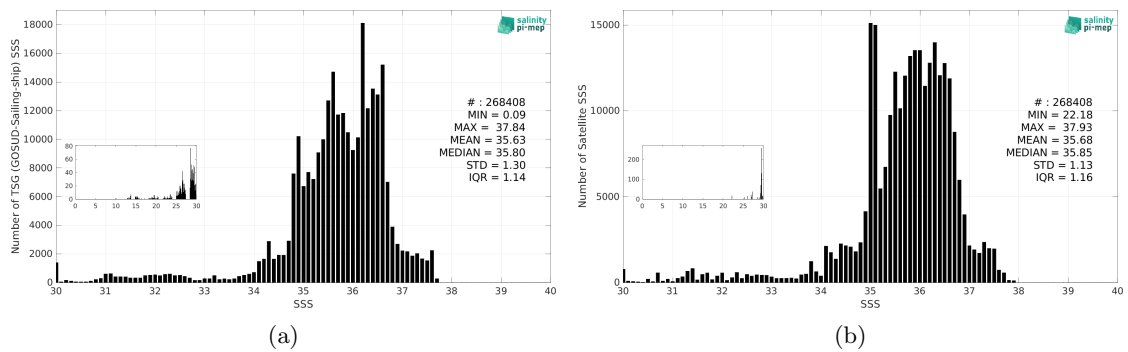 18000
16000
14000
12000
10000
8000
6000
4000
2000
0
Number of TSG (GOSUD-Sailing-ship) SSS
salinity
pi-mep
# : 268408
MIN = 0.09
MAX = 37.84
MEAN = 35.63
MEDIAN = 35.80
STD = 1.30
IQR = 1.14
80
60
40
20
0
0 5 10 15 20 25 30
30 31 32 33 34 35 36 37 38 39 40
SSS
(a)
15000
10000
5000
0
Number of Satellite SSS
salinity
pi-mep
# : 268408
MIN = 22.18
MAX = 37.93
MEAN = 35.68
MEDIAN = 35.85
STD = 1.13
IQR = 1.16
200
100
0
0 5 10 15 20 25 30
30 31 32 33 34 35 36 37 38 39 40
SSS
(b)